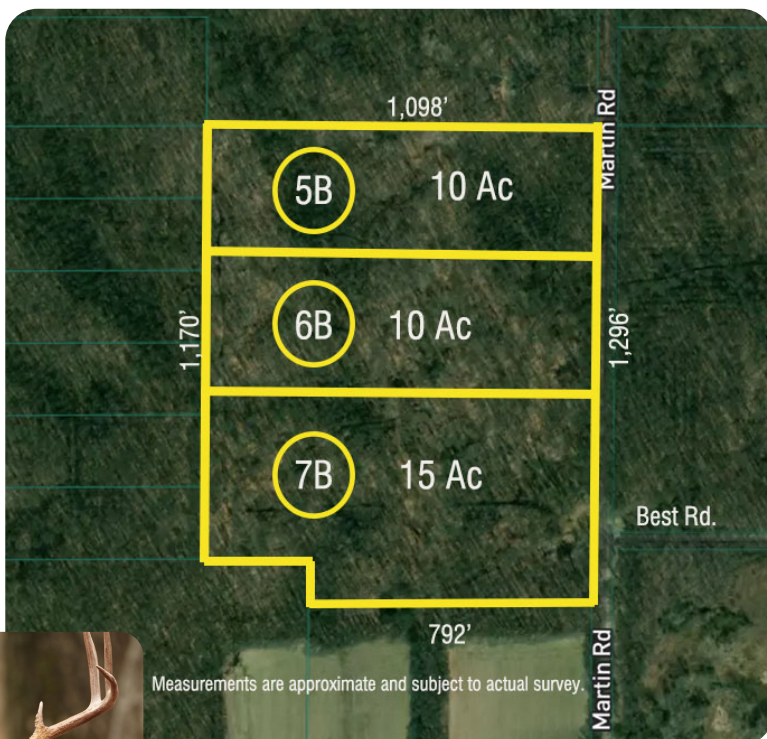 1,098’
Martin Rd
5B 10 Ac
6B 10 Ac
1,170’
1,296’
7B 15 Ac
Best Rd.
792’
Martin Rd
Measurements are approximate and subject to actual survey.